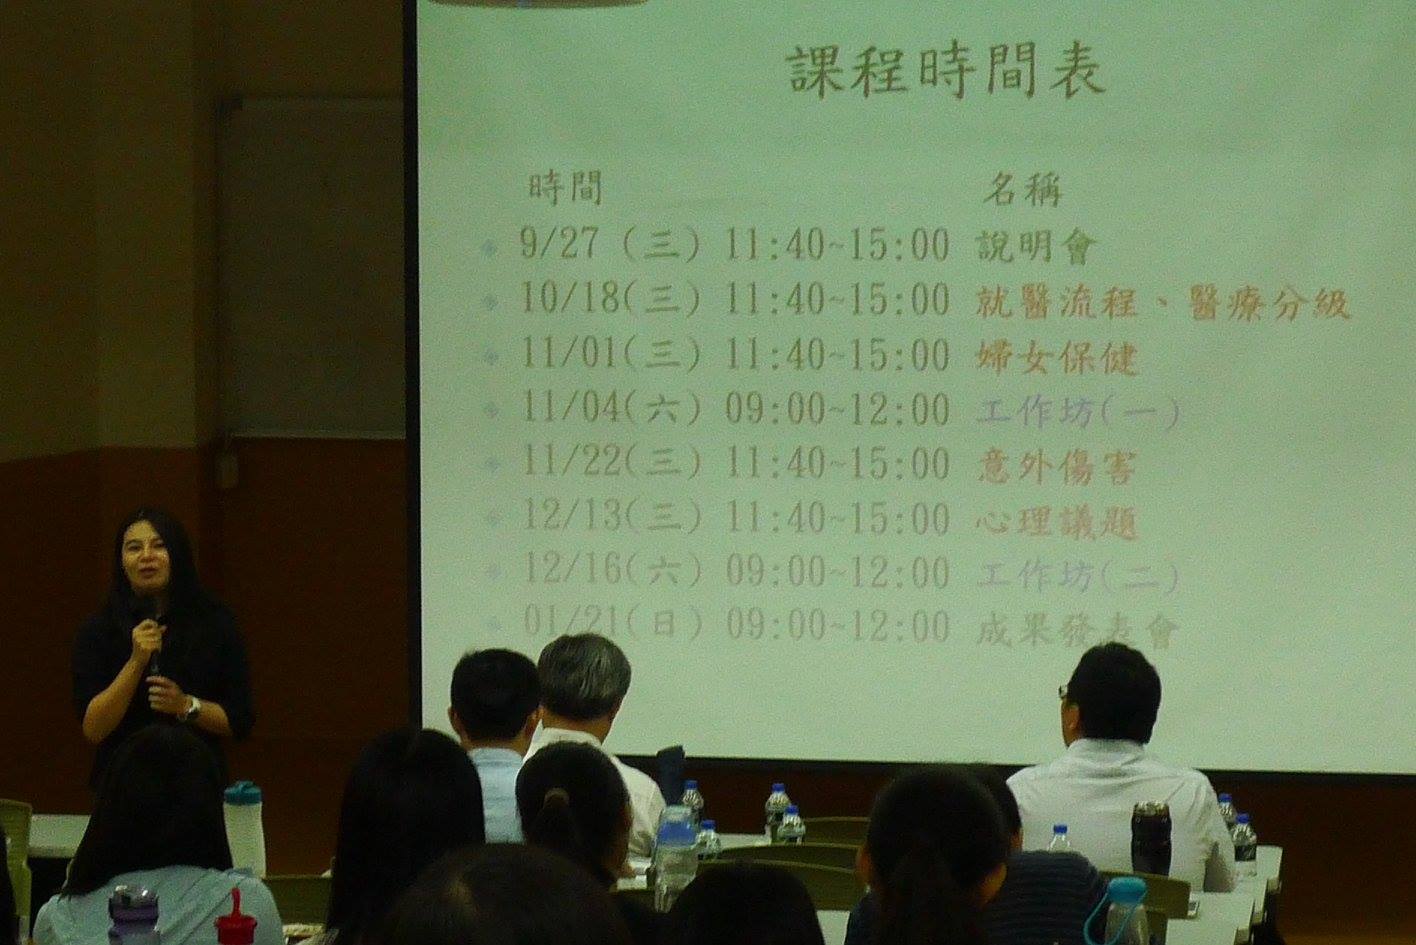 課程時間表
時間 名稱
9/27 (三) 11:40~15:00 說明會
10/18(三) 11:40~15:00 就醫流程、醫療分級
11/01(三) 11:40~15:00 婦女保健
11/04(六) 09:00~12:00 工作坊(一)
11/22(三) 11:40~15:00 意外傷害
12/13(三) 11:40~15:00 心理議題
12/16(六) 09:00~12:00 工作坊(二)
01/21(日) 09:00~12:00 成果發表會